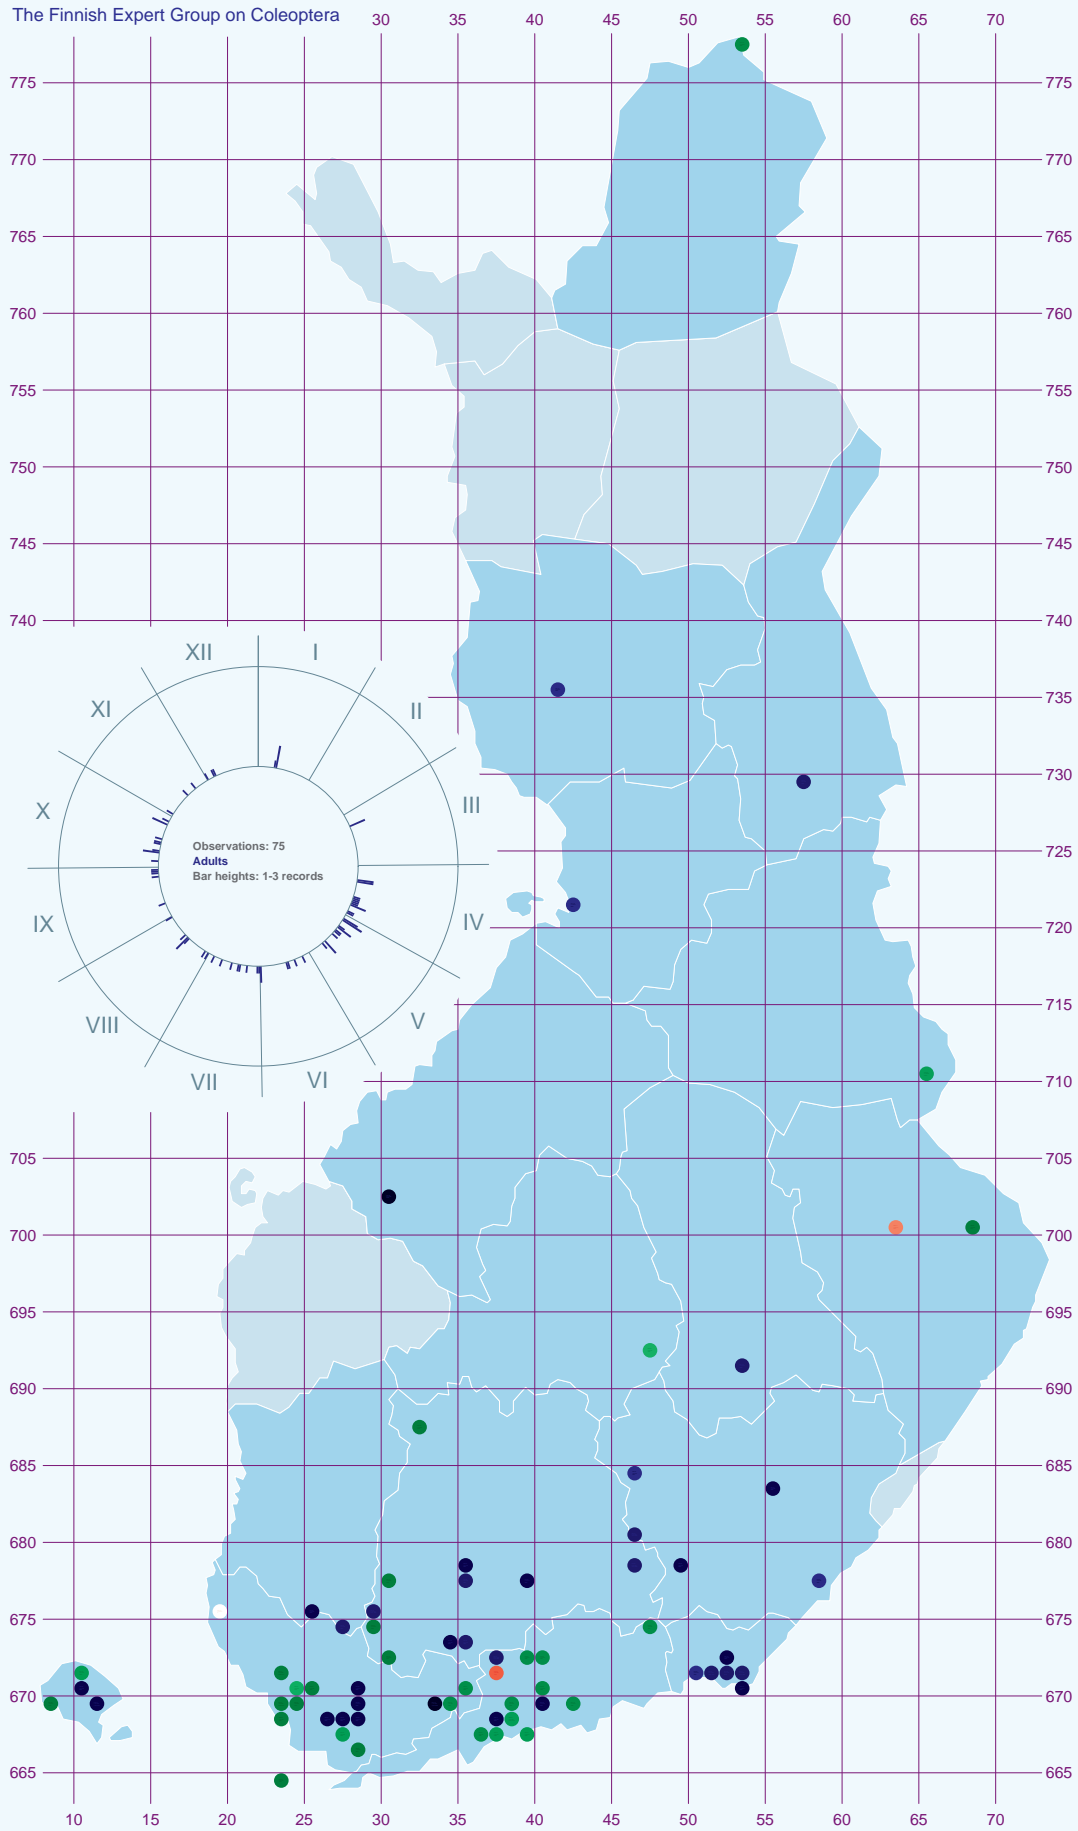 The Finnish Expert Group on Coleoptera
30 40 45 50 55 60 65 70
775 775
770 770
765 765
760 760
755 755
750 750
745 745
740 740
XII I
XI II
735
730
X III
Observations: 75
725
Adults
Bar heights: 1-3 records
IX IV
720
715
VIII V
VII VI
710
705 705
700 700
695 695
690 690
685 685
680 680
675 675
670 670
665 665
10 15 20 25 30 35 40 45 50 55 60 65 70